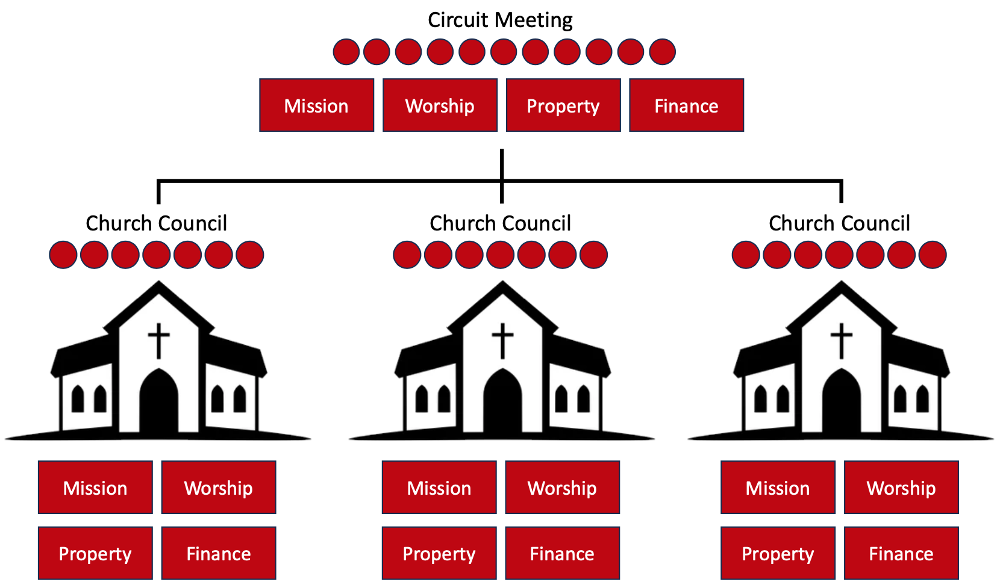 Circuit Meeting
Mission Worship Property Finance
Church Council Church Council Church Council
Mission Worship Mission Worship Mission Worship
Property Finance Property Finance Property Finance